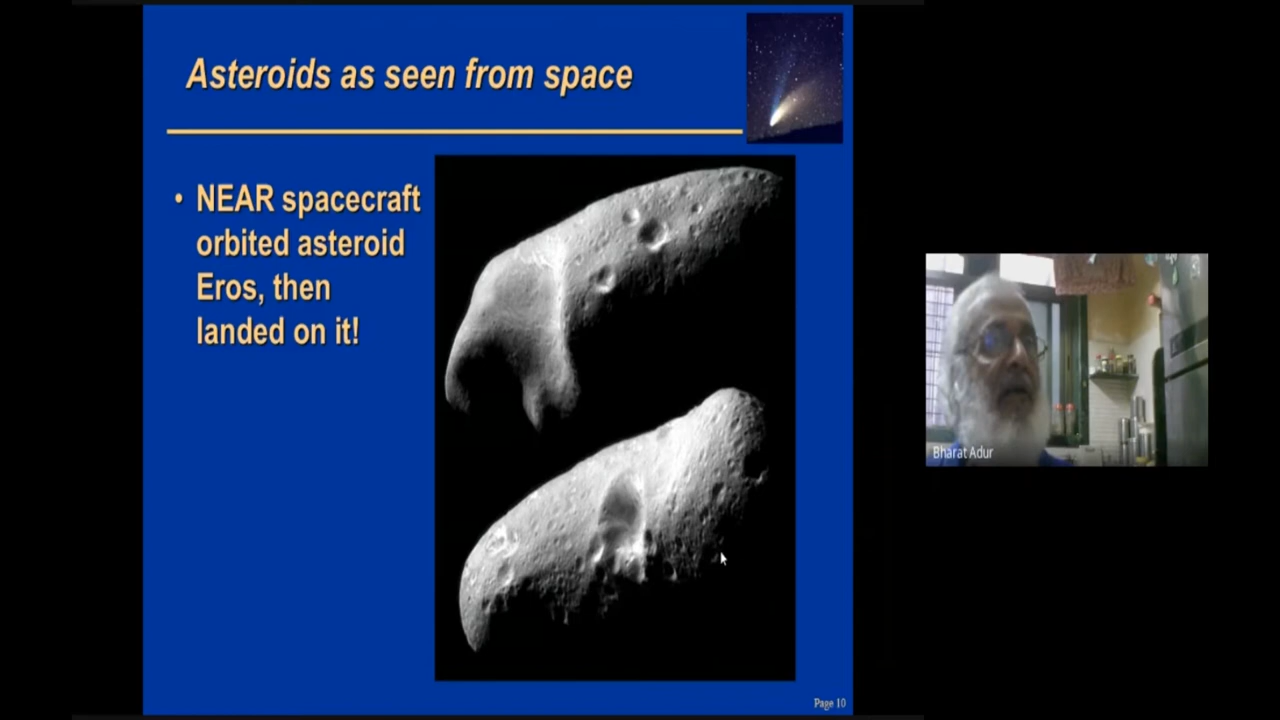 Asteroids as seen from space
• NEAR spacecraft
orbited asteroid
Eros, then
landed on it!
Bharat Adur
Page 10